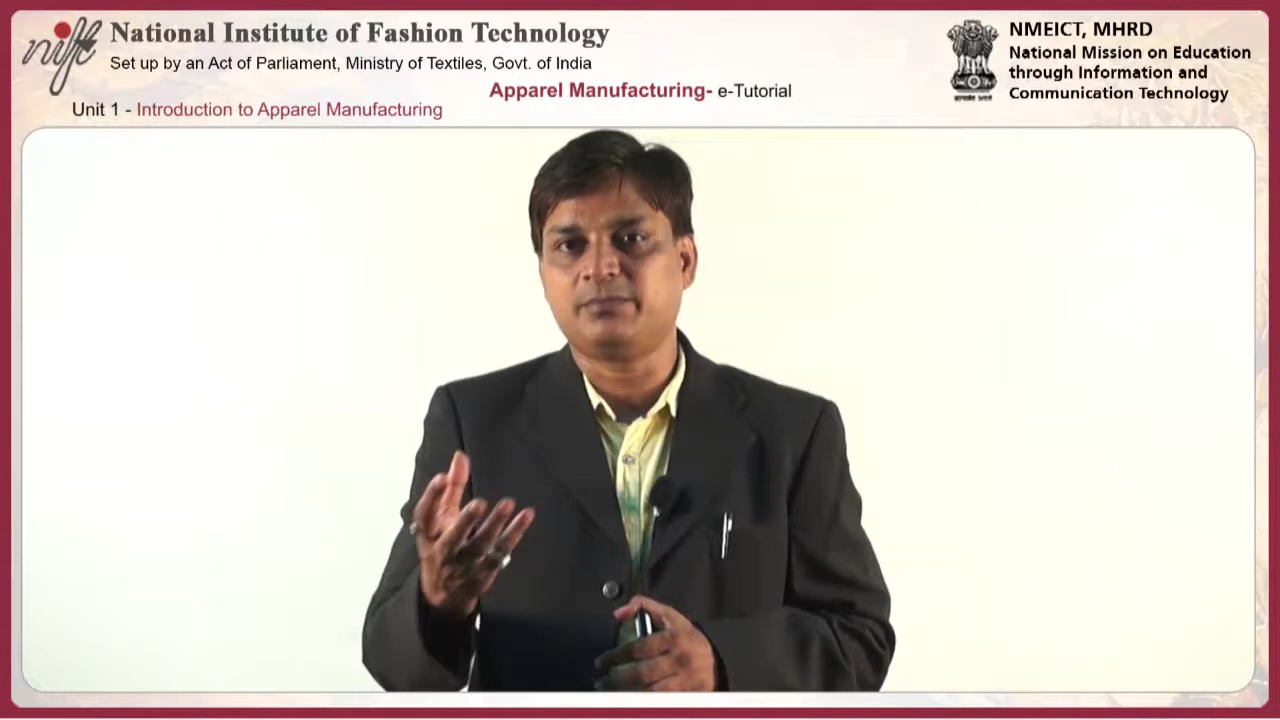 nift
National Institute of Fashion Technology
Set up by an Act of Parliament, Ministry of Textiles, Govt. of India
Apparel Manufacturing- e-Tutorial
Unit 1 - Introduction to Apparel Manufacturing
NMEICT, MHRD
National Mission on Education
through Information and
Communication Technology